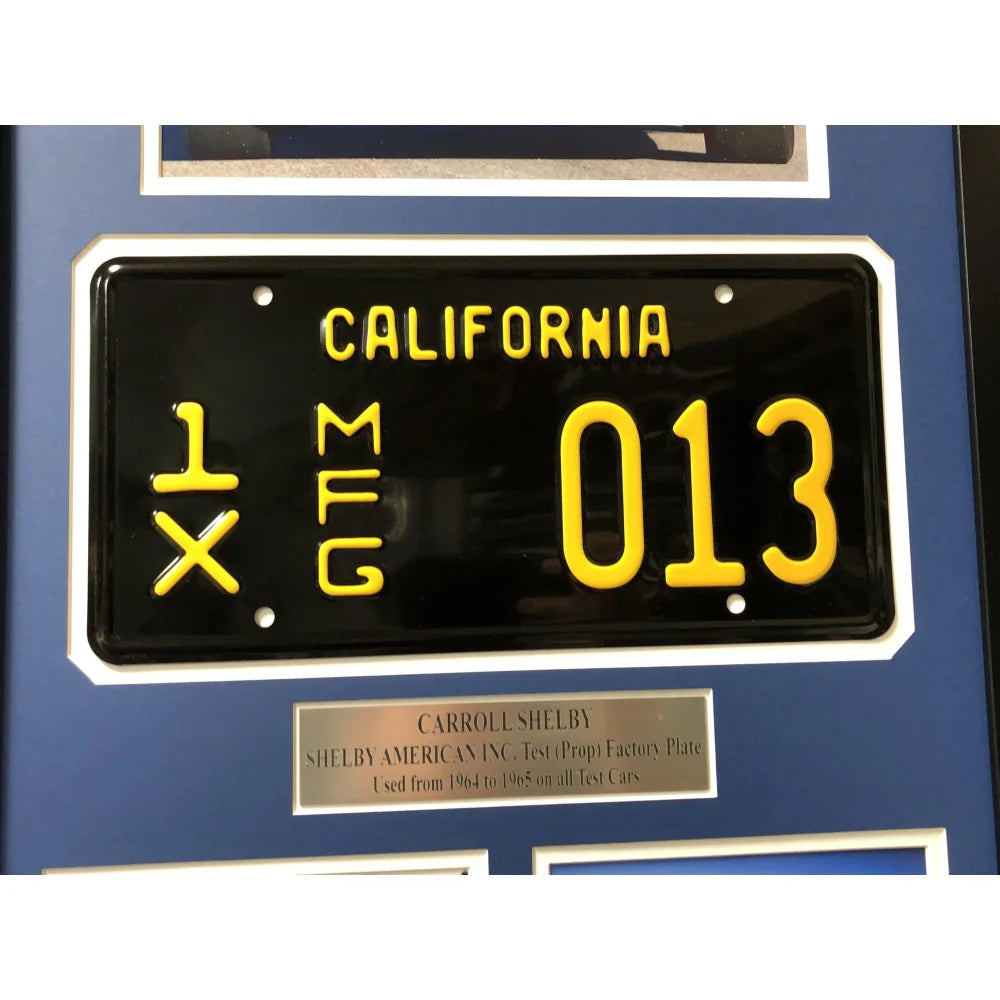 CALIFORNIA
1 MFG 013
X
CARROLL SHELBY
SHELBY AMERICAN INC. Test (Prop) Factory Plate
Used from 1964 to 1965 on all Test Cars